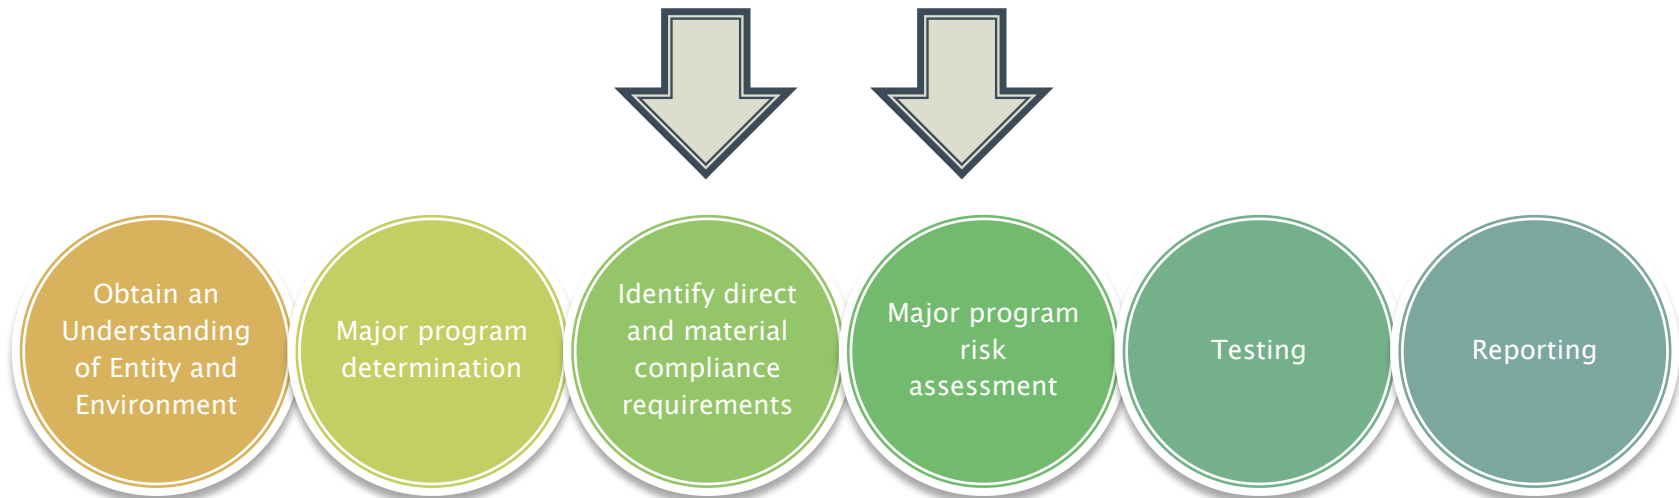 Obtain an
Understanding
of Entity and
Environment
Major program
determination
Identify direct
and material
compliance
requirements
Major program
risk
assessment
Testing
Reporting